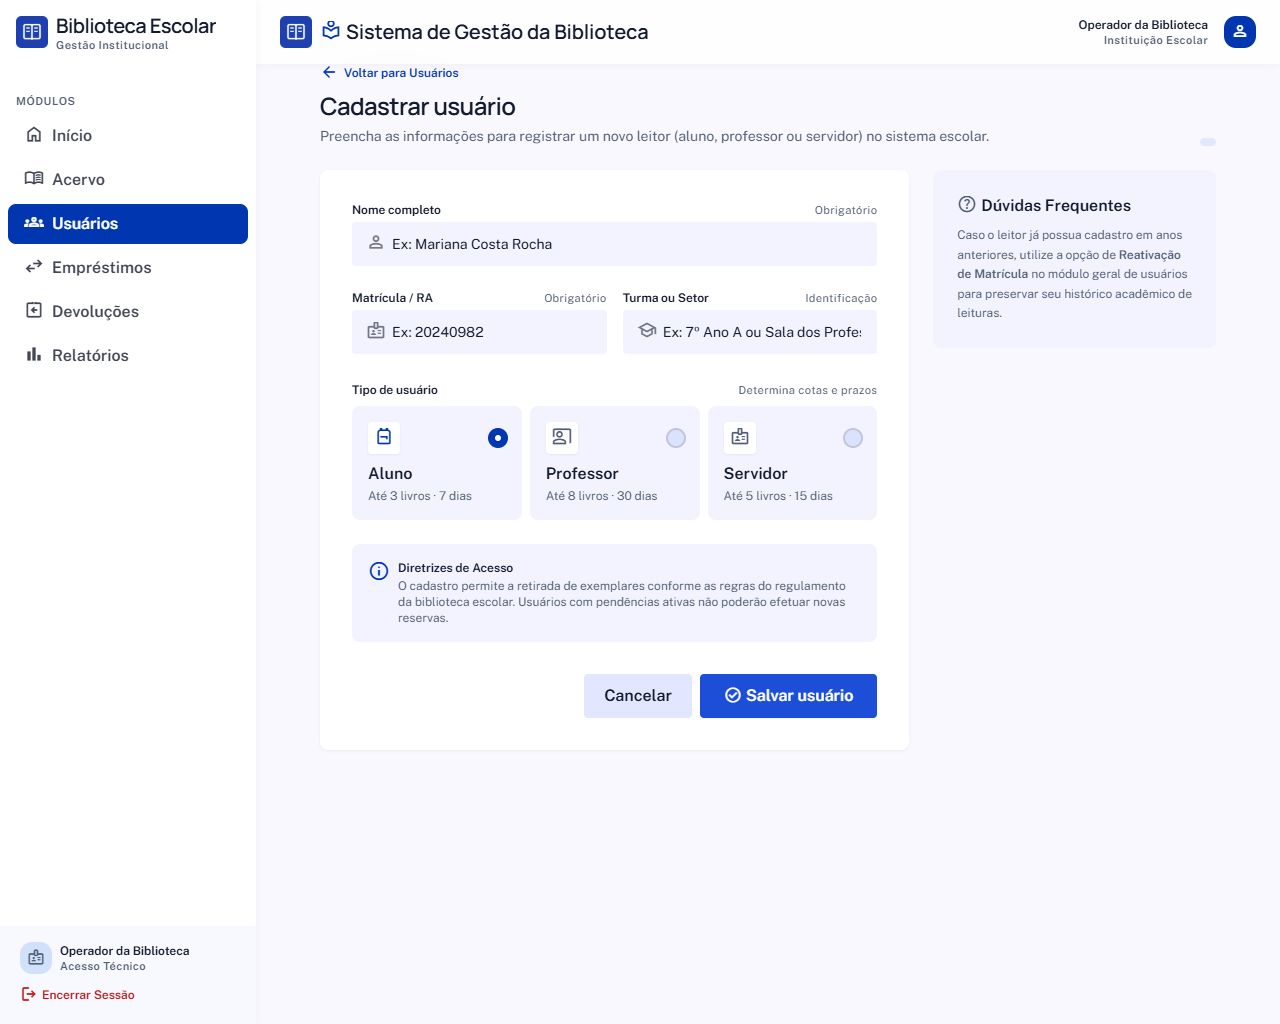 Biblioteca Escolar
Gestão Institucional
MÓDULOS
Início
Acervo
Usuários
Empréstimos
Devoluções
Relatórios
Operador da Biblioteca
Acesso Técnico
Encerrar Sessão
Sistema de Gestão da Biblioteca
Operador da Biblioteca
Instituição Escolar
Voltar para Usuários
Cadastrar usuário
Preencha as informações para registrar um novo leitor (aluno, professor ou servidor) no sistema escolar.
Nome completo Obrigatório
Ex: Mariana Costa Rocha
Matrícula / RA Obrigatório
Ex: 20240982
Turma ou Setor Identificação
Ex: 7º Ano A ou Sala dos Profes
Tipo de usuário Determina cotas e prazos
Aluno
Até 3 livros · 7 dias
Professor
Até 8 livros · 30 dias
Servidor
Até 5 livros · 15 dias
Diretrizes de Acesso
O cadastro permite a retirada de exemplares conforme as regras do regulamento
da biblioteca escolar. Usuários com pendências ativas não poderão efetuar novas
reservas.
Cancelar
Salvar usuário
Dúvidas Frequentes
Caso o leitor já possua cadastro em anos
anteriores, utilize a opção de Reativação
de Matrícula no módulo geral de usuários
para preservar seu histórico acadêmico de
leituras.